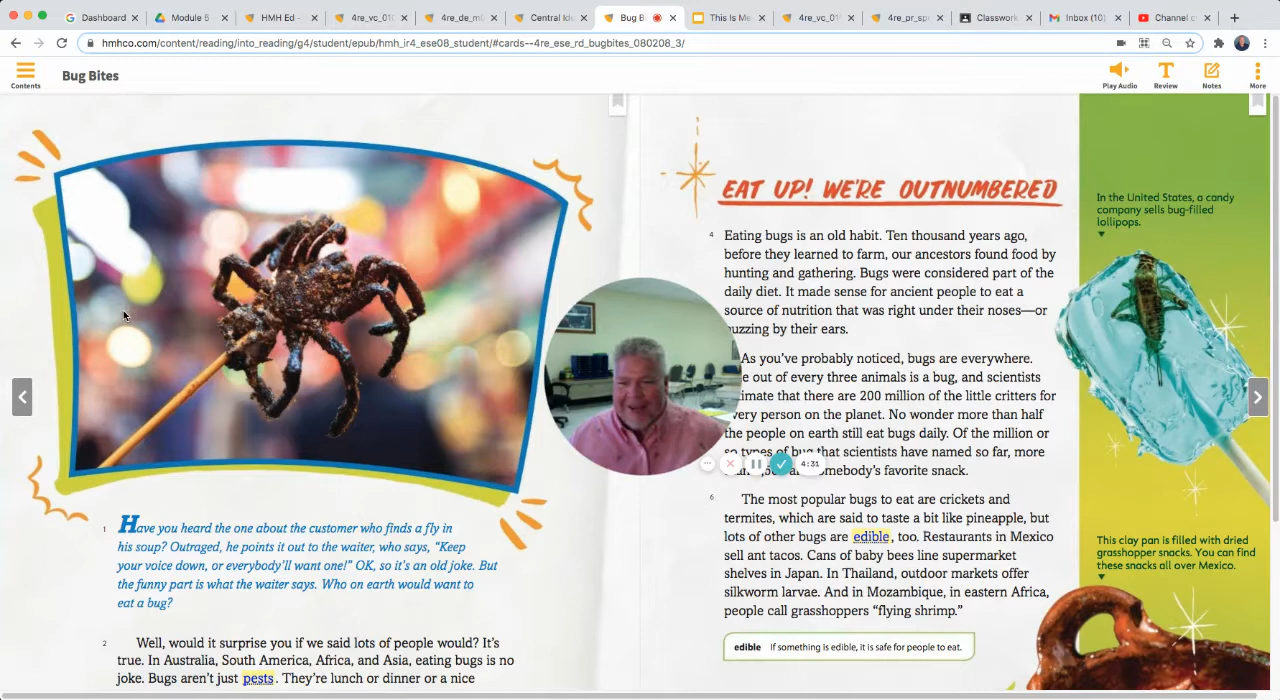 Dashboard
Module 5
HMH Ed -
4re_vc_01
4re_de_m
Central Id
Bug B
This Is Me
4re_vc_01
4re_pr_sp
Classwork
Inbox (10)
Channel c
hmhco.com/content/reading/into_reading/g4/student/epub/hmh_ir4_ese08_student/#cards--4re_ese_rd_bugbites_080208_3/
Contents
Bug Bites
Play Audio
Review
Notes
More
Have you heard the one about the customer who finds a fly in
his soup? Outraged, he points it out to the waiter, who says, “Keep
your voice down, or everybody’ll want one!” OK, so it’s an old joke. But
the funny part is what the waiter says. Who on earth would want to
eat a bug?
1
2
Well, would it surprise you if we said lots of people would? It’s
true. In Australia, South America, Africa, and Asia, eating bugs is no
joke. Bugs aren’t just pests. They’re lunch or dinner or a nice
EAT UP! WE'RE OUTNUMBERED
4
Eating bugs is an old habit. Ten thousand years ago,
before they learned to farm, our ancestors found food by
hunting and gathering. Bugs were considered part of the
daily diet. It made sense for ancient people to eat a
source of nutrition that was right under their noses—or
buzzing by their ears.
As you’ve probably noticed, bugs are everywhere.
out of every three animals is a bug, and scientists
that there are 200 million of the little critters for
every person on the planet. No wonder more than half
the people on earth still eat bugs daily. Of the million or
so types of bug that scientists have named so far, more
somebody’s favorite snack.
4:31
6
The most popular bugs to eat are crickets and
termites, which are said to taste a bit like pineapple, but
lots of other bugs are edible, too. Restaurants in Mexico
sell ant tacos. Cans of baby bees line supermarket
shelves in Japan. In Thailand, outdoor markets offer
silkworm larvae. And in Mozambique, in eastern Africa,
people call grasshoppers “flying shrimp.”
edible If something is edible, it is safe for people to eat.
In the United States, a candy
company sells bug-filled
lollipops.
This clay pan is filled with dried
grasshopper snacks. You can find
these snacks all over Mexico.